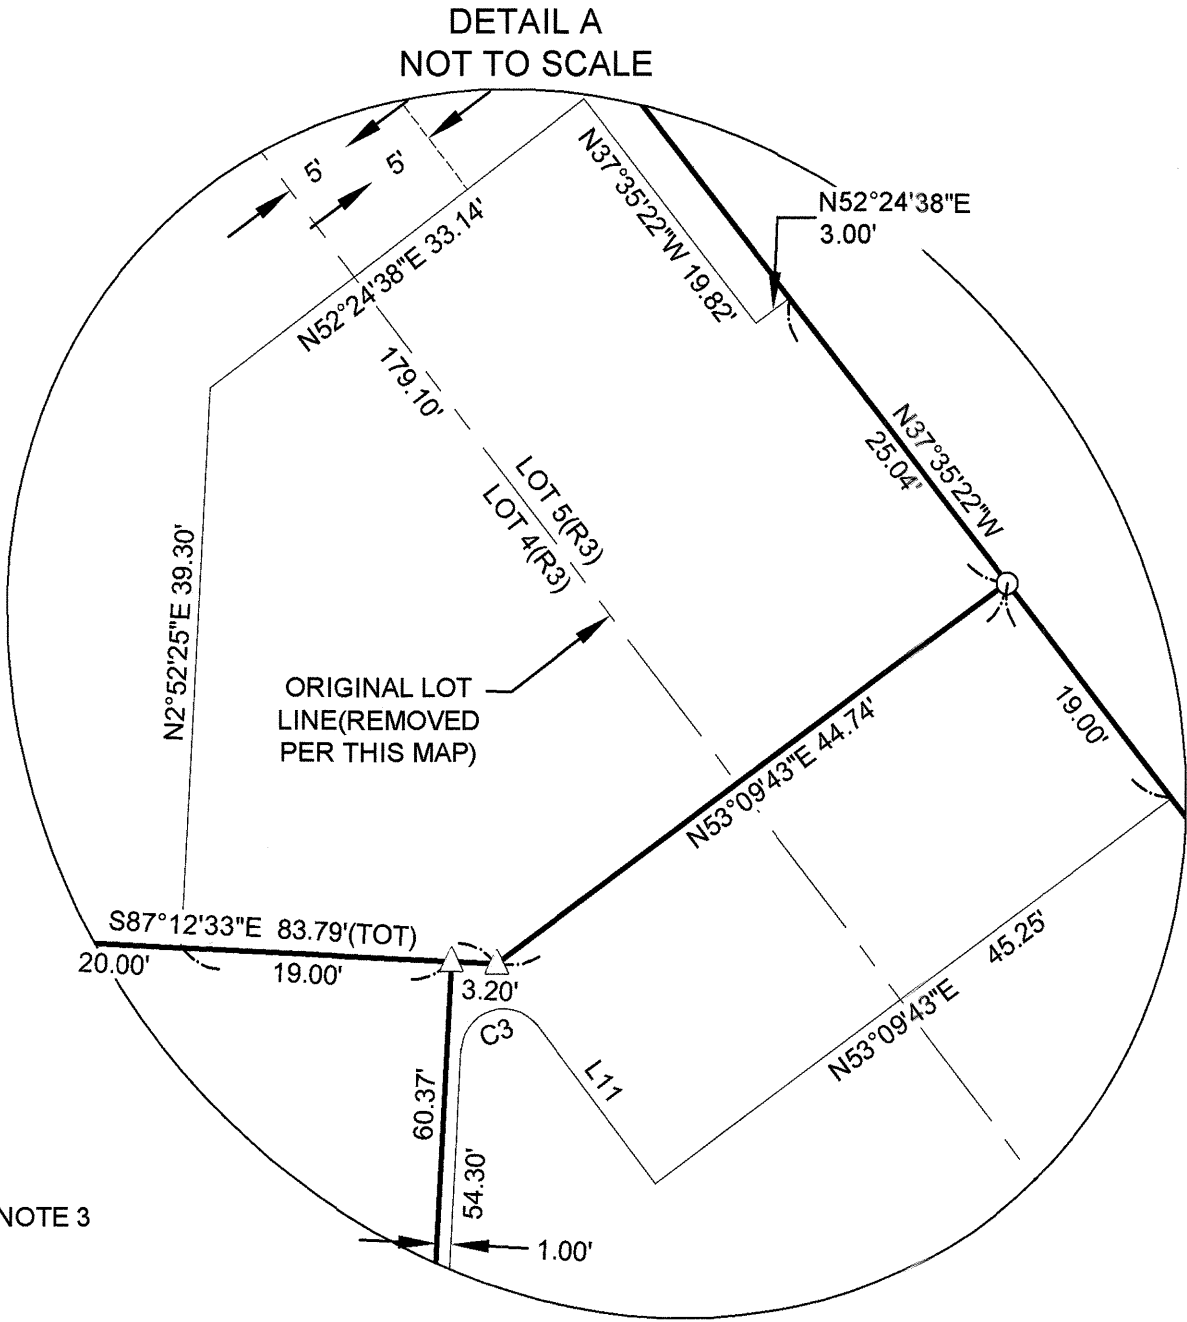 DETAIL A
NOT TO SCALE
5'
5'
N37°35'22"W 19.82'
N52°24'38"E
3.00'
N52°24'38"E 33.14'
179.10'
N37°35'22"W
25.04'
LOT 5(R3)
LOT 4(R3)
N2°52'25"E 39.30'
ORIGINAL LOT
LINE(REMOVED
PER THIS MAP)
19.00'
N53°09'43"E 44.74'
S87°12'33"E 83.79'(TOT)
20.00'
19.00'
3.20'
45.25'
N53°09'43"E
C3
L11
60.37'
54.30'
NOTE 3
1.00'